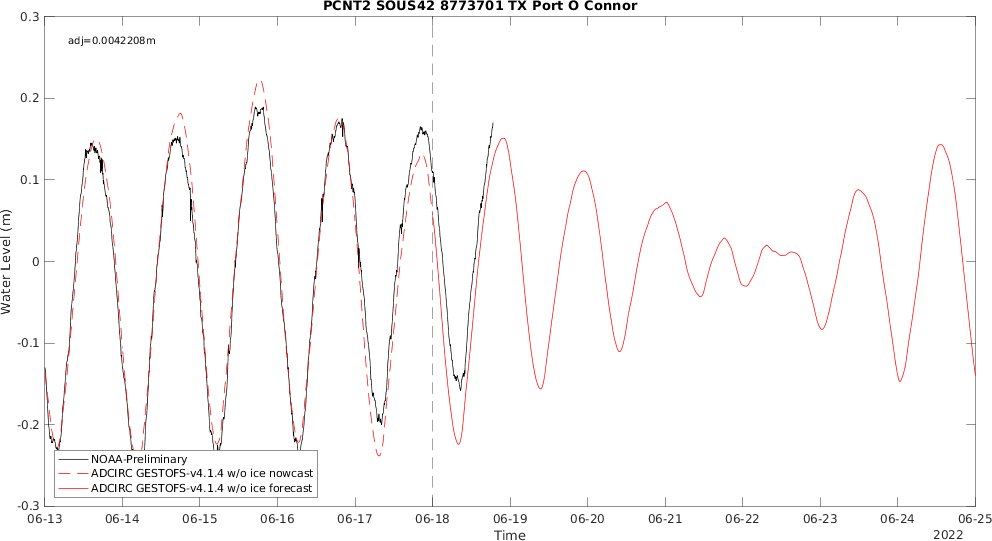 PCNT2 SOUS42 8773701 TX Port O Connor
adj=0.0042208m
0.3
0.2
0.1
0
-0.1
-0.2
-0.3
Water Level (m)
NOAA-Preliminary
ADCIRC GESTOFS-v4.1.4 w/o ice nowcast
ADCIRC GESTOFS-v4.1.4 w/o ice forecast
06-13 06-14 06-15 06-16 06-17 06-18 06-19 06-20 06-21 06-22 06-23 06-24 06-25
Time
2022